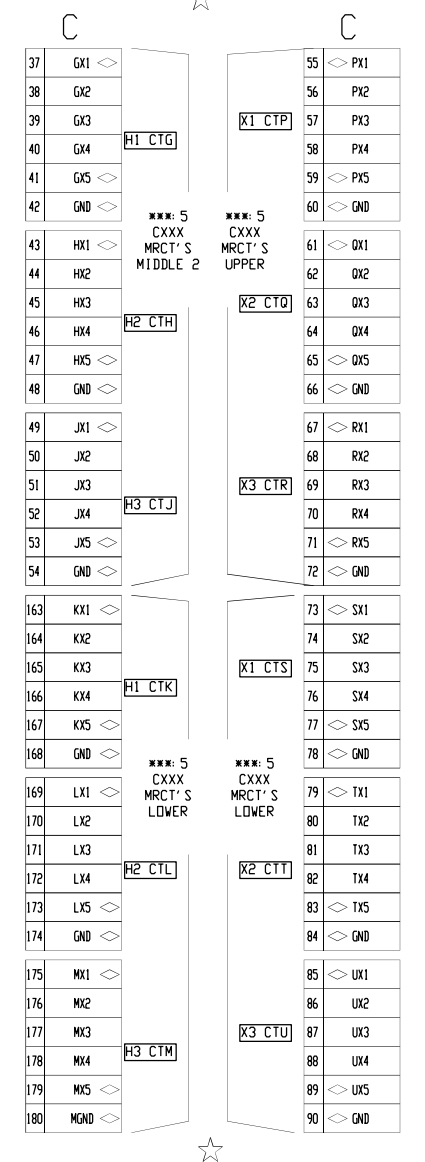 C
37 GX1
38 GX2
39 GX3
40 GX4
41 GX5
42 GND
H1 CTG
43 HX1
44 HX2
45 HX3
46 HX4
47 HX5
48 GND
H2 CTH
49 JX1
50 JX2
51 JX3
52 JX4
53 JX5
54 GND
H3 CTJ
***: 5
CXXX
MRCT'S
MIDDLE 2
163 KX1
164 KX2
165 KX3
166 KX4
167 KX5
168 GND
H1 CTK
169 LX1
170 LX2
171 LX3
172 LX4
173 LX5
174 GND
H2 CTL
175 MX1
176 MX2
177 MX3
178 MX4
179 MX5
180 MGND
H3 CTM
***: 5
CXXX
MRCT'S
LOWER
C
55 PX1
56 PX2
57 PX3
58 PX4
59 PX5
60 GND
X1 CTP
61 QX1
62 QX2
63 QX3
64 QX4
65 QX5
66 GND
X2 CTQ
67 RX1
68 RX2
69 RX3
70 RX4
71 RX5
72 GND
X3 CTR
***: 5
CXXX
MRCT'S
UPPER
73 SX1
74 SX2
75 SX3
76 SX4
77 SX5
78 GND
X1 CTS
79 TX1
80 TX2
81 TX3
82 TX4
83 TX5
84 GND
X2 CTT
85 UX1
86 UX2
87 UX3
88 UX4
89 UX5
90 GND
X3 CTU
***: 5
CXXX
MRCT'S
LOWER